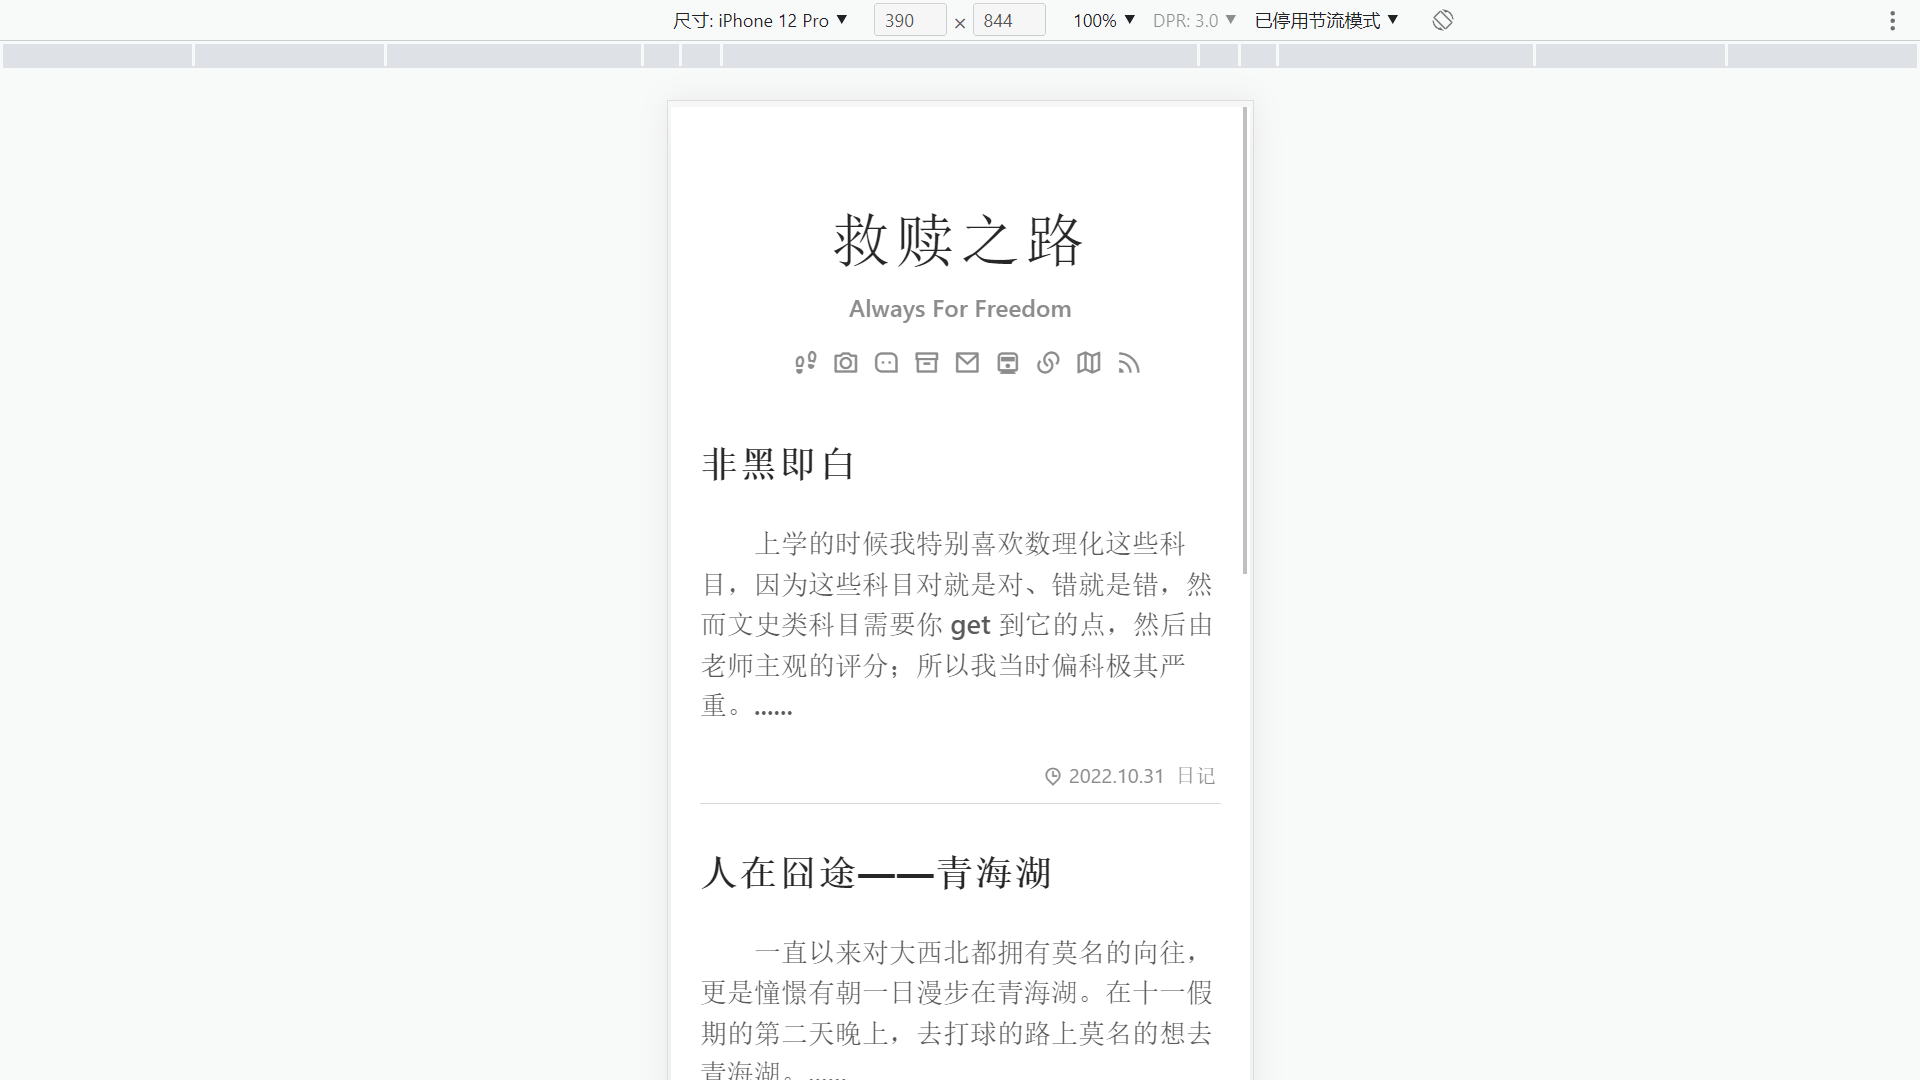 尺寸: iPhone 12 Pro ▼ 390 × 844 100% ▼ DPR: 3.0 ▼ 已停用节流模式 ▼
救赎之路
Always For Freedom
非黑即白
上学的时候我特别喜欢数理化这些科
目，因为这些科目对就是对、错就是错，然
而文史类科目需要你 get 到它的点，然后由
老师主观的评分；所以我当时偏科极其严
重。......
2022.10.31 日记
人在囧途——青海湖
一直以来对大西北都拥有莫名的向往，
更是憧憬有朝一日漫步在青海湖。在十一假
期的第二天晚上，去打球的路上莫名的想去
青海湖。......